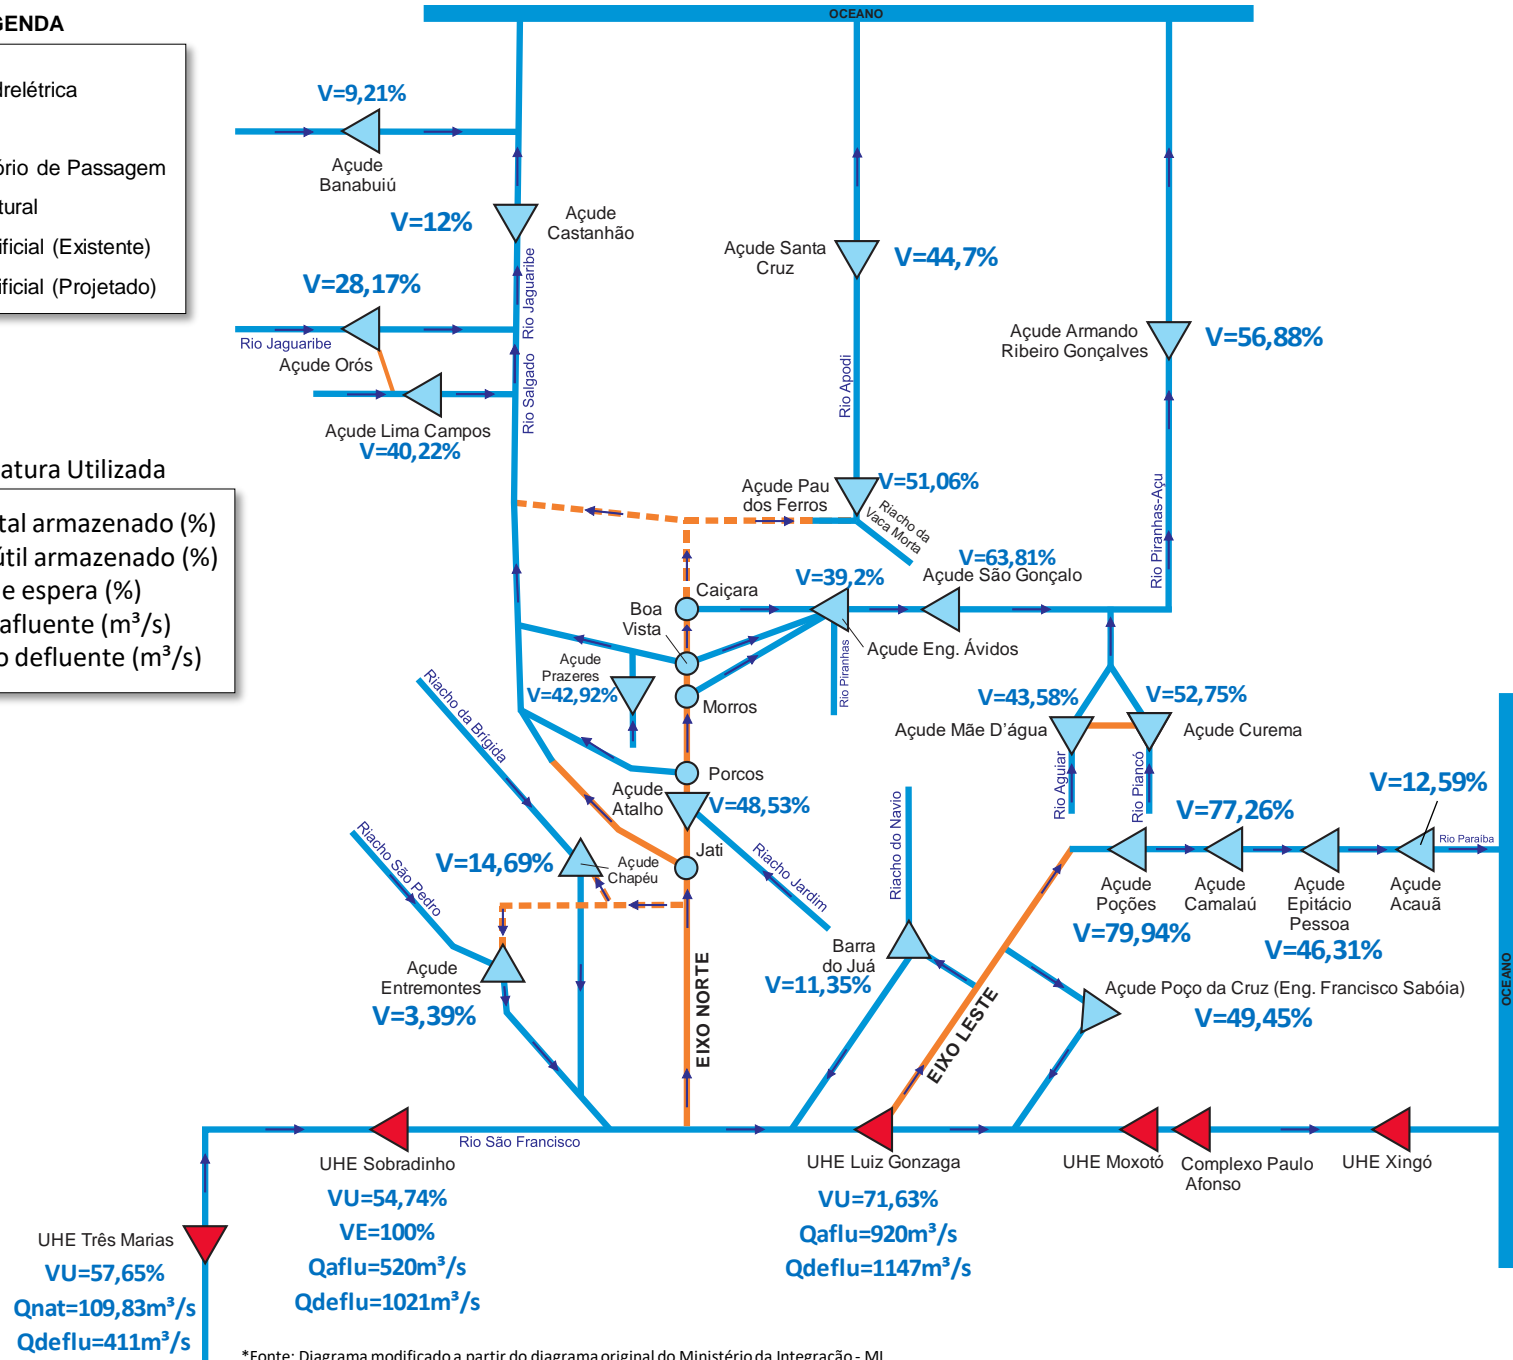 OCEANO
GENDA
drelétrica
ório de Passagem
tural
ificial (Existente)
ificial (Projetado)
V=9,21%
Açude
Banabuiú
V=12%
Açude
Castanhão
V=28,17%
Rio Jaguaribe
Açude Orós
Rio Jaguaribe
Rio Salgado
Açude Lima Campos
V=40,22%
Açude Santa
Cruz
V=44,7%
Rio Apodi
Açude Armando
Ribeiro Gonçalves
V=56,88%
Rio Piranhas-Açu
atura Utilizada
tal armazenado (%)
útil armazenado (%)
e espera (%)
afluente (m³/s)
o defluente (m³/s)
Açude Pau
dos Ferros
V=51,06%
Riacho da
Vaca Morta
V=63,81%
Açude São Gonçalo
V=39,2%
Açude Eng. Ávidos
Rio Piranhas
Caiçara
Boa
Vista
Morros
Açude
Prazeres
V=42,92%
Porcos
Açude
Atalho
V=48,53%
Jati
Riacho Jardim
Riacho da Brígida
Riacho São Pedro
V=14,69%
Açude
Chapéu
Açude
Entremontes
V=3,39%
EIXO NORTE
V=43,58%
Açude Mãe D’água
Rio Aguiar
V=52,75%
Açude Curema
Rio Piancó
Riacho do Navio
Barra
do Juá
V=11,35%
EIXO LESTE
V=12,59%
V=77,26%
Rio Paraíba
Açude
Poções
V=79,94%
Açude
Camalaú
Açude
Epitácio
Pessoa
V=46,31%
Açude
Acauã
Açude Poço da Cruz (Eng. Francisco Sabóia)
V=49,45%
OCEANO
Rio São Francisco
UHE Sobradinho
VU=54,74%
VE=100%
Qaflu=520m³/s
Qdeflu=1021m³/s
UHE Luiz Gonzaga
VU=71,63%
Qaflu=920m³/s
Qdeflu=1147m³/s
UHE Moxotó
Complexo Paulo
Afonso
UHE Xingó
UHE Três Marias
VU=57,65%
Qnat=109,83m³/s
Qdeflu=411m³/s
*Fonte: Diagrama modificado a partir do diagrama original do Ministério da Integração - MI